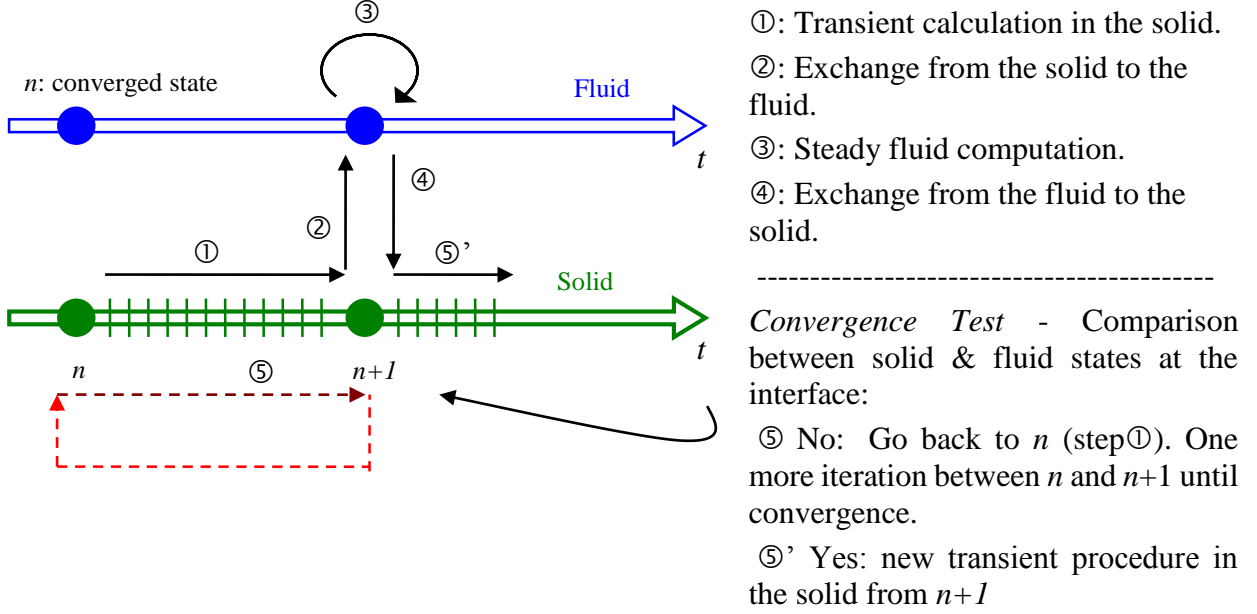 ③
n: converged state
Fluid
t
④
②
①
⑤’
Solid
t
n
⑤
n+1
①: Transient calculation in the solid.
②: Exchange from the solid to the
fluid.
③: Steady fluid computation.
④: Exchange from the fluid to the
solid.
-------------------------------------------
Convergence Test - Comparison
between solid & fluid states at the
interface:
⑤ No: Go back to n (step①). One
more iteration between n and n+1 until
convergence.
⑤’ Yes: new transient procedure in
the solid from n+1